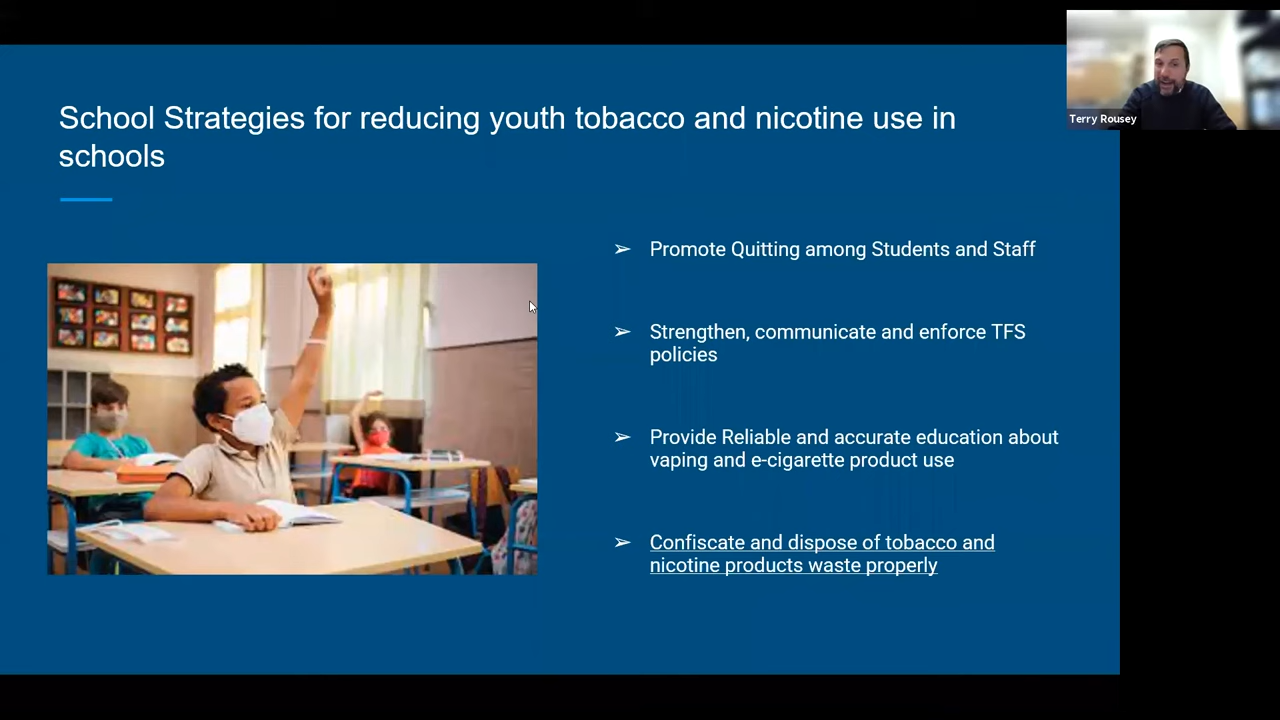 School Strategies for reducing youth tobacco and nicotine use in
schools
Terry Rousey
➢ Promote Quitting among Students and Staff
➢ Strengthen, communicate and enforce TFS
policies
➢ Provide Reliable and accurate education about
vaping and e-cigarette product use
➢ Confiscate and dispose of tobacco and
nicotine products waste properly